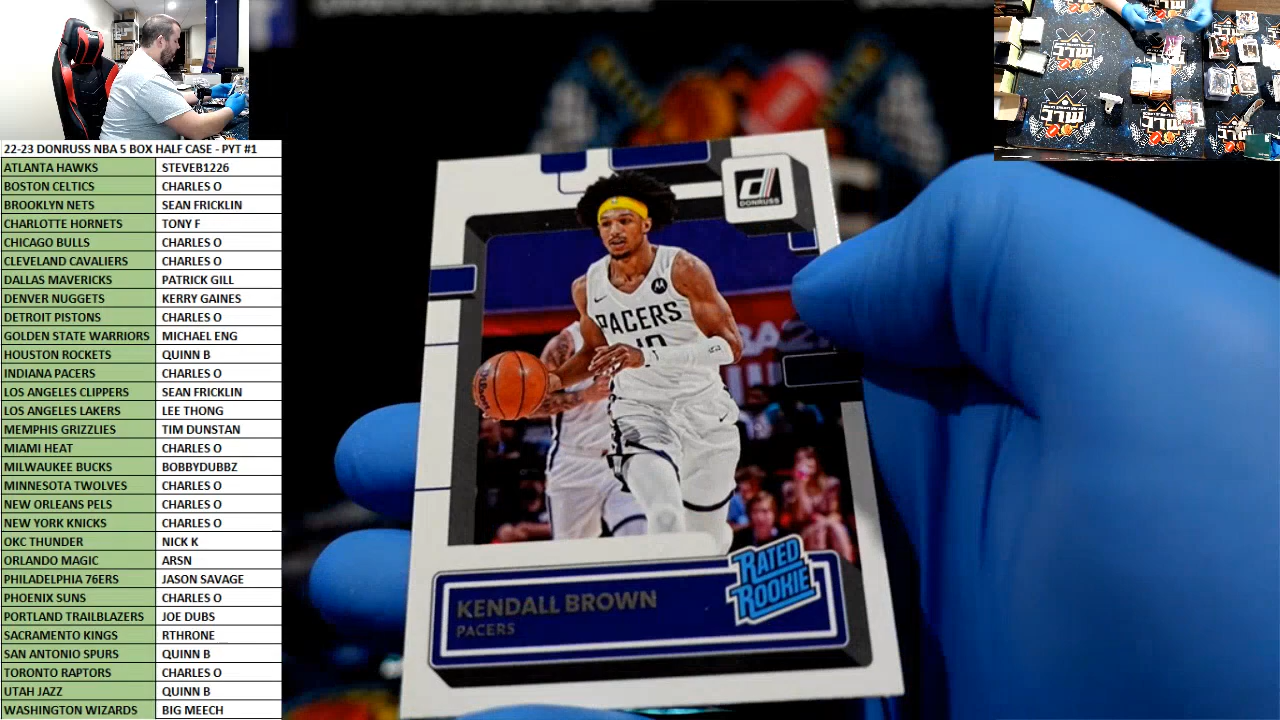 22-23 DONRUSS NBA 5 BOX HALF CASE - PYT #1
ATLANTA HAWKS STEVEB1226
BOSTON CELTICS CHARLES O
BROOKLYN NETS SEAN FRICKLIN
CHARLOTTE HORNETS TONY F
CHICAGO BULLS CHARLES O
CLEVELAND CAVALIERS CHARLES O
DALLAS MAVERICKS PATRICK GILL
DENVER NUGGETS KERRY GAINES
DETROIT PISTONS CHARLES O
GOLDEN STATE WARRIORS MICHAEL ENG
HOUSTON ROCKETS QUINN B
INDIANA PACERS CHARLES O
LOS ANGELES CLIPPERS SEAN FRICKLIN
LOS ANGELES LAKERS LEE THONG
MEMPHIS GRIZZLIES TIM DUNSTAN
MIAMI HEAT CHARLES O
MILWAUKEE BUCKS BOBBYDUBBZ
MINNESOTA TWOLVES CHARLES O
NEW ORLEANS PELS CHARLES O
NEW YORK KNICKS CHARLES O
OKC THUNDER NICK K
ORLANDO MAGIC ARSN
PHILADELPHIA 76ERS JASON SAVAGE
PHOENIX SUNS CHARLES O
PORTLAND TRAILBLAZERS JOE DUBS
SACRAMENTO KINGS RTHRONE
SAN ANTONIO SPURS QUINN B
TORONTO RAPTORS CHARLES O
UTAH JAZZ QUINN B
WASHINGTON WIZARDS BIG MEECH
d
DONRUSS
PACERS
10
RATED
ROOKIE
KENDALL BROWN
PACERS